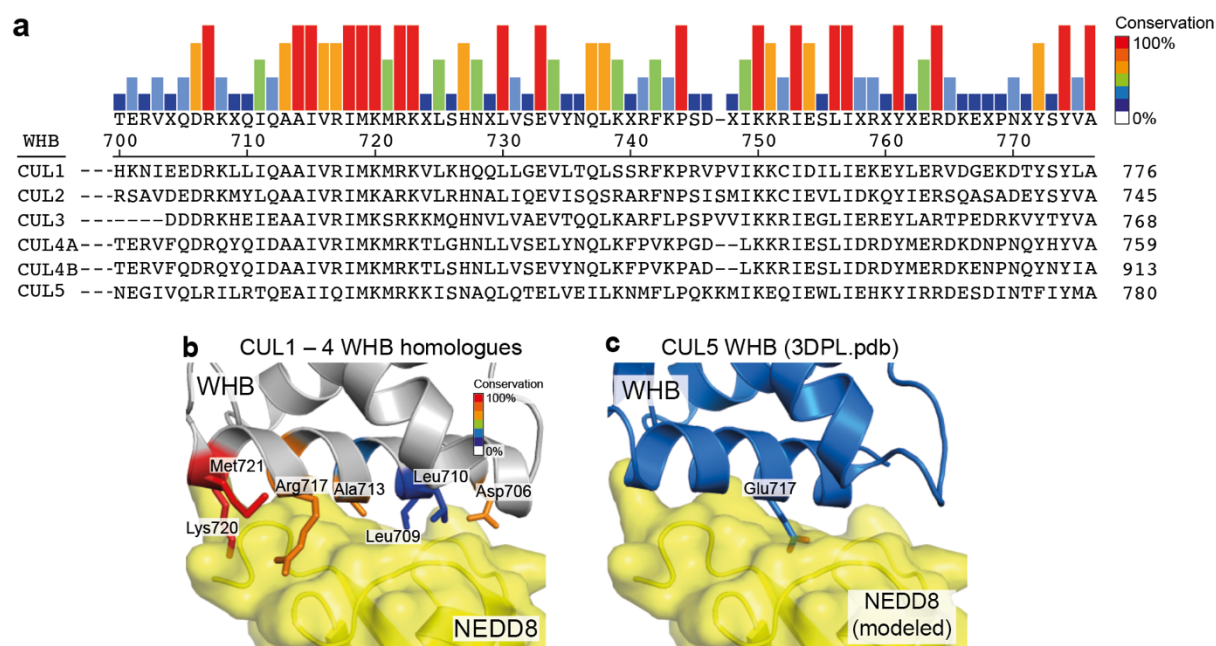 a
Conservation
100%
0%
TERVXQDRKXQIQAAIVRIMKMRKXLSHNXLVSEVYNQLKXRFKPSD-XIKKRIESLIXRXYXERDKEXPNXYSYVA
WHB 700 710 720 730 740 750 760 770
CUL1 ---HKNIEEDRKLLIQAAIVRIMKMRKVLKHQQLLGEVLTQLSSRFKPRVPVIKKCIDILIEKEYLERVDGEKDTYSYLA 776
CUL2 ---RSAVDEDRKMYLQAAIVRIMKARKVLRHNALIQEVISQSRARFNPSISMIKKCIEVLIDKQYIERSQASADEYSYVA 745
CUL3 -------DDDRKHEIEAAIVRIMKSRKKMQHNVLVAEVTQQLKARFLPSPVVIKKRIEGLIEREYLARTPEDRKVYTYVA 768
CUL4A---TERVFQDRQYQIDAAIVRIMKMRKTLGHNLLVSELYNQLKFPVKPGD--LKKRIESLIDRDYMERDKDNPNQYHYVA 759
CUL4B---TERVFQDRQYQIDAAIVRIMKMRKTLSHNLLVSEVYNQLKFPVKPAD--LKKRIESLIDRDYMERDKENPNQYNYIA 913
CUL5 ---NEGIVQLRILRTQEAIIQIMKMRKKISNAQLQTELVEILKNMFLPQKKMIKEQIEWLIEHKYIRRDESDINTFIYMA 780
b CUL1 – 4 WHB homologues
WHB
Conservation
100%
0%
Met721
Arg717
Ala713
Leu710
Asp706
Lys720
Leu709
NEDD8
c CUL5 WHB (3DPL.pdb)
WHB
Glu717
NEDD8
(modeled)